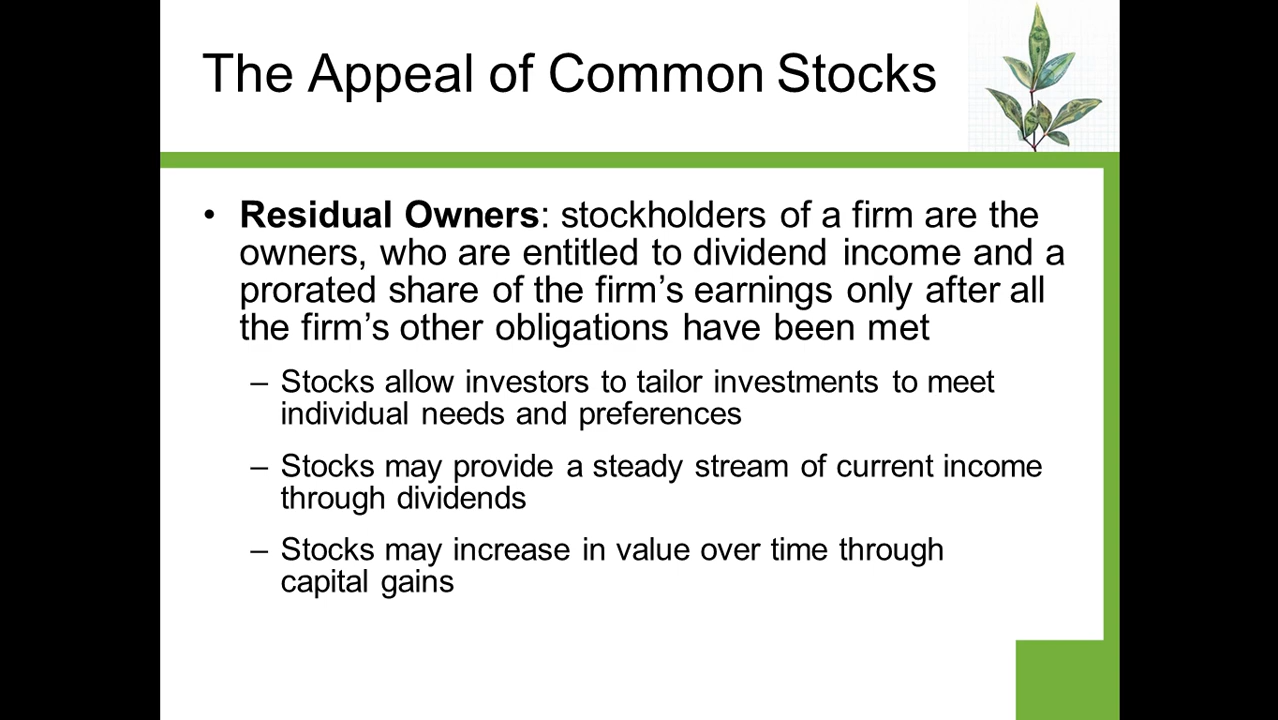 The Appeal of Common Stocks
• Residual Owners: stockholders of a firm are the
owners, who are entitled to dividend income and a
prorated share of the firm’s earnings only after all
the firm’s other obligations have been met
– Stocks allow investors to tailor investments to meet
individual needs and preferences
– Stocks may provide a steady stream of current income
through dividends
– Stocks may increase in value over time through
capital gains